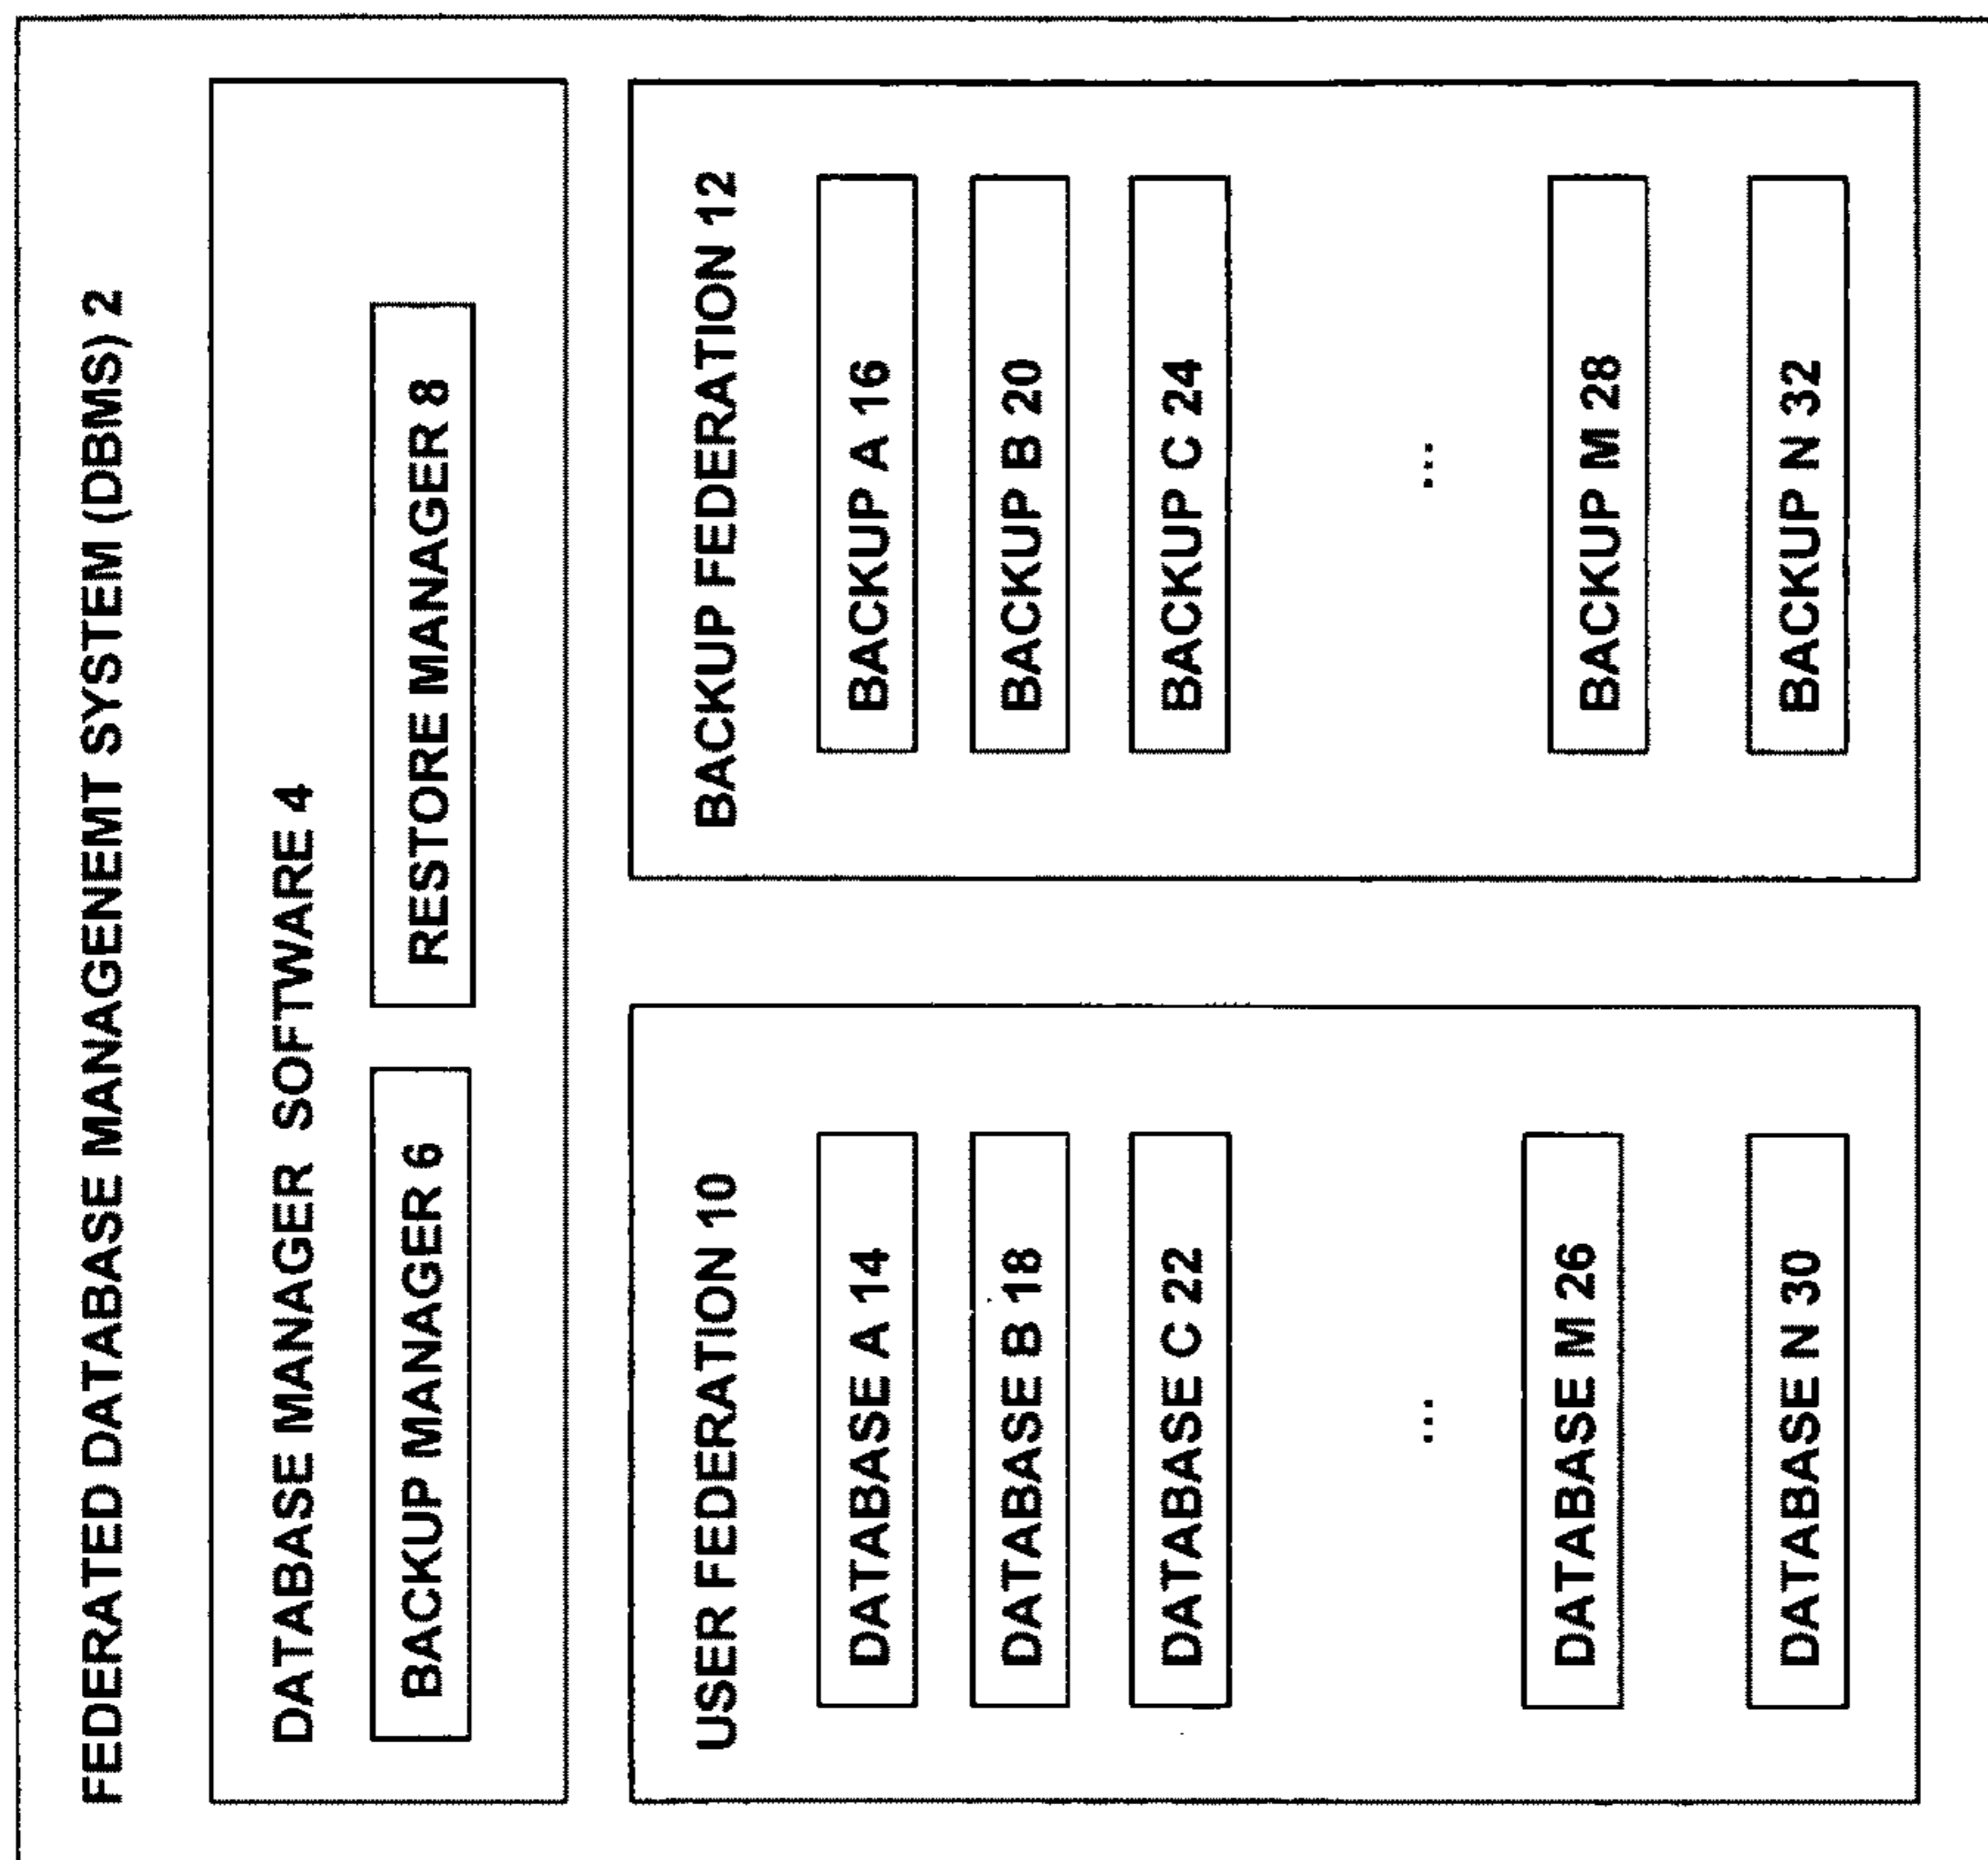 FEDERATED DATABASE MANAGENEMT SYSTEM (DBMS) 2
DATABASE MANAGER SOFTWARE 4
BACKUP MANAGER 6
RESTORE MANAGER 8
USER FEDERATION 10
DATABASE A 14
DATABASE B 18
DATABASE C 22
...
DATABASE M 26
DATABASE N 30
BACKUP FEDERATION 12
BACKUP A 16
BACKUP B 20
BACKUP C 24
...
BACKUP M 28
BACKUP N 32